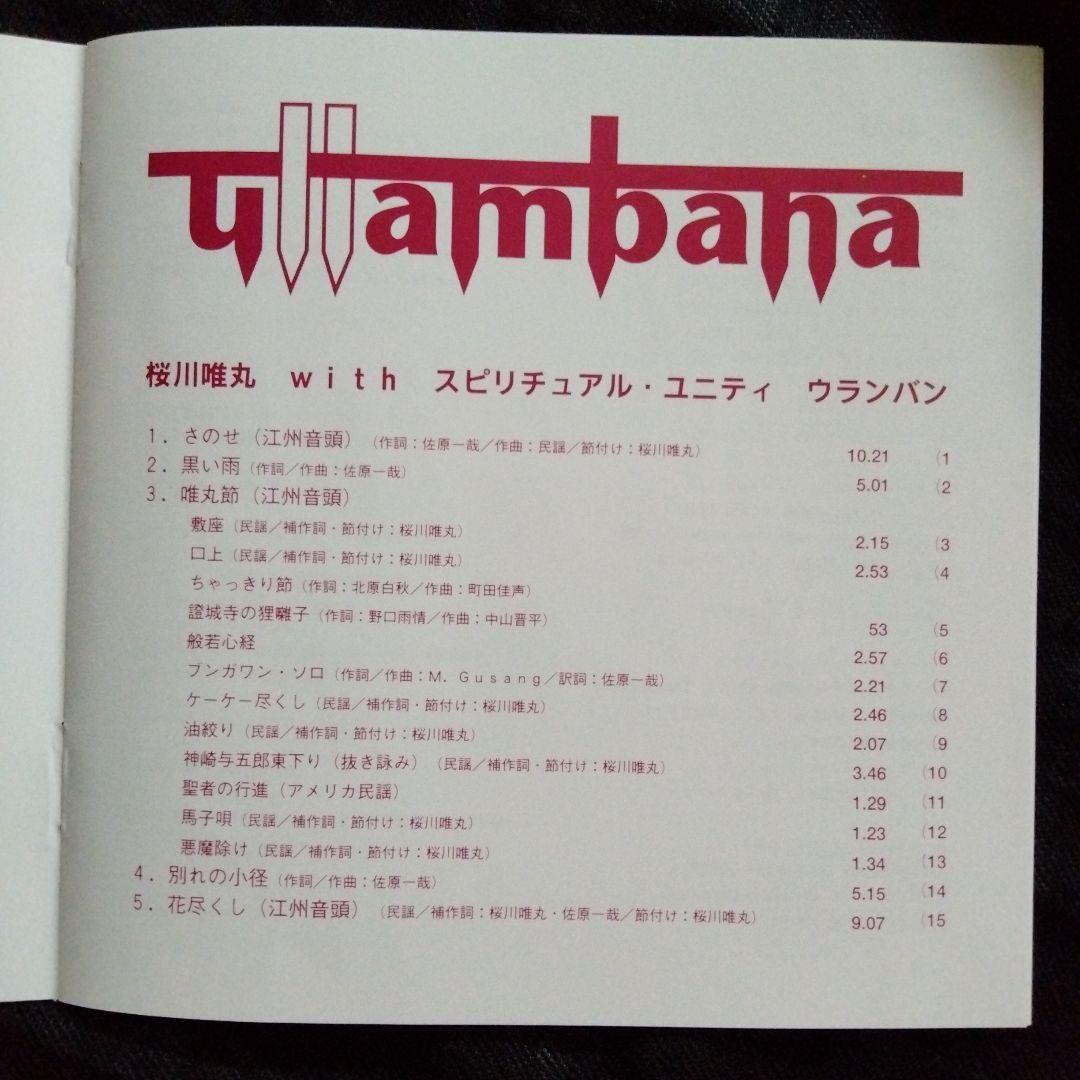 ullambana
桜川唯丸 with スピリチュアル・ユニティ ウランバン
1. さのせ（江州音頭）（作詞：佐原一哉／作曲：民謡／節付け：桜川唯丸） 10.21 (1
2. 黒い雨（作詞／作曲：佐原一哉） 5.01 (2
3. 唯丸節（江州音頭）
敷座（民謡／補作詞・節付け：桜川唯丸） 2.15 (3
口上（民謡／補作詞・節付け：桜川唯丸） 2.53 (4
ちゃっきり節（作詞：北原白秋／作曲：町田佳声）
證城寺の狸囃子（作詞：野口雨情／作曲：中山晋平） 53 (5
般若心経 2.57 (6
ブンガワン・ソロ（作詞／作曲：M. Gusang／訳詞：佐原一哉） 2.21 (7
ケーケー尽くし（民謡／補作詞・節付け：桜川唯丸） 2.46 (8
油絞り（民謡／補作詞・節付け：桜川唯丸） 2.07 (9
神崎与五郎東下り（抜き詠み）（民謡／補作詞・節付け：桜川唯丸） 3.46 (10
聖者の行進（アメリカ民謡） 1.29 (11
馬子唄（民謡／補作詞・節付け：桜川唯丸） 1.23 (12
悪魔除け（民謡／補作詞・節付け：桜川唯丸） 1.34 (13
4. 別れの小径（作詞／作曲：佐原一哉） 5.15 (14
5. 花尽くし（江州音頭）（民謡／補作詞：桜川唯丸・佐原一哉／節付け：桜川唯丸） 9.07 (15